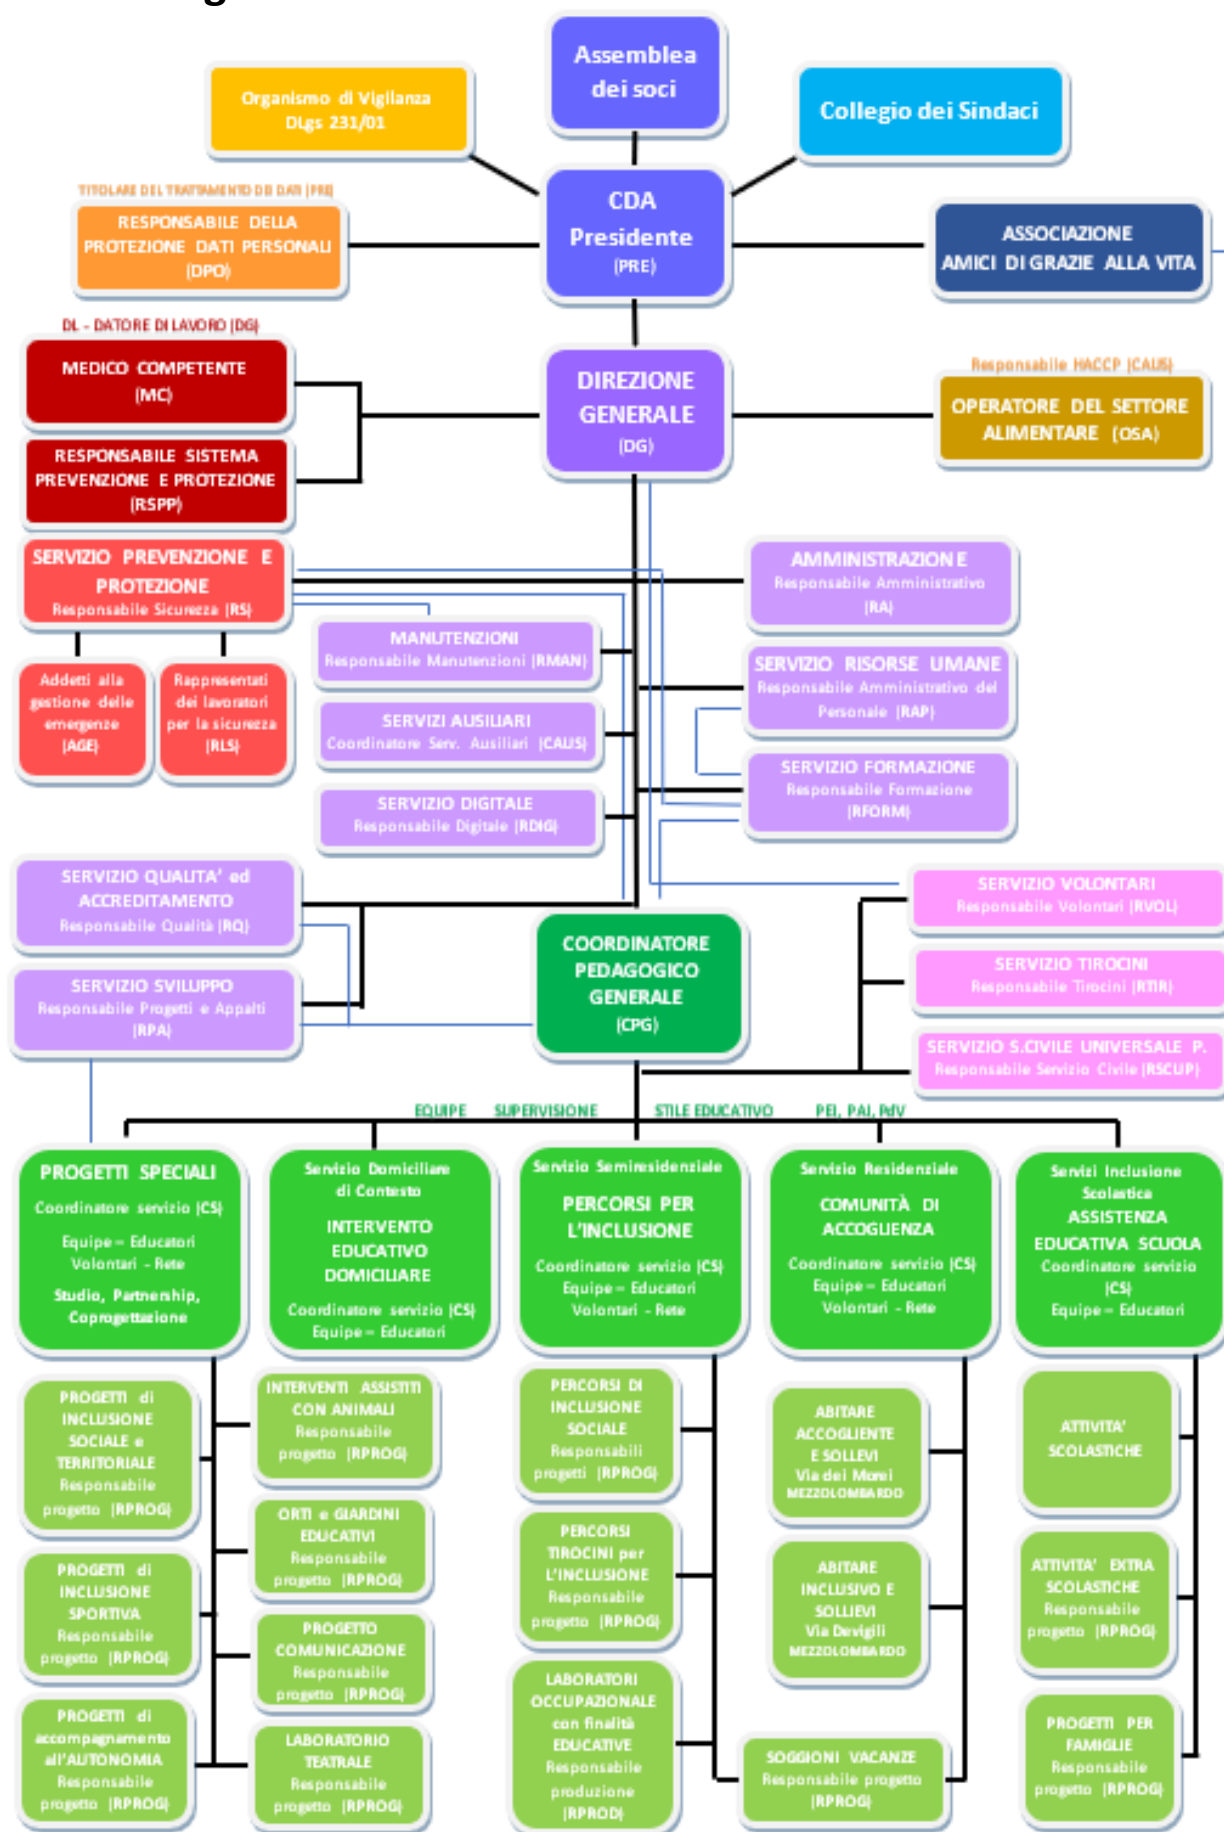 Assemblea
dei soci
Organismo di Vigilanza
DLgs 231/01
Collegio dei Sindaci
TITOLARE DEL TRATTAMENTO DEI DATI (PRE)
RESPONSABILE DELLA
PROTEZIONE DATI PERSONALI
(DPO)
CDA
Presidente
(PRE)
ASSOCIAZIONE
AMICI DI GRAZIE ALLA VITA
DL - DATORE DI LAVORO (DG)
MEDICO COMPETENTE
(MC)
RESPONSABILE SISTEMA
PREVENZIONE E PROTEZIONE
(RSPP)
DIREZIONE
GENERALE
(DG)
Responsabile HACCP (CAUS)
OPERATORE DEL SETTORE
ALIMENTARE (OSA)
SERVIZIO PREVENZIONE E
PROTEZIONE
Responsabile Sicurezza (RS)
Addetti alla
gestione delle
emergenze
(AGE)
Rappresentati
dei lavoratori
per la sicurezza
(RLS)
MANUTENZIONI
Responsabile Manutenzioni (RMAN)
SERVIZI AUSILIARI
Coordinatore Serv. Ausiliari (CAUS)
SERVIZIO DIGITALE
Responsabile Digitale (RDIG)
AMMINISTRAZIONE
Responsabile Amministrativo
(RA)
SERVIZIO RISORSE UMANE
Responsabile Amministrativo del
Personale (RAP)
SERVIZIO FORMAZIONE
Responsabile Formazione
(RFORM)
SERVIZIO QUALITA' ed
ACCREDITAMENTO
Responsabile Qualità (RQ)
SERVIZIO SVILUPPO
Responsabile Progetti e Appalti
(RPA)
COORDINATORE
PEDAGOGICO
GENERALE
(CPG)
SERVIZIO VOLONTARI
Responsabile Volontari (RVOL)
SERVIZIO TIROCINI
Responsabile Tirocini (RTIR)
SERVIZIO S.CIVILE UNIVERSALE P.
Responsabile Servizio Civile (RSCUP)
EQUIPE SUPERVISIONE STILE EDUCATIVO PEI, PAI, PdV
PROGETTI SPECIALI
Coordinatore servizio (CS)
Equipe – Educatori
Volontari - Rete
Studio, Partnership,
Coprogettazione
Servizio Domiciliare
di Contesto
INTERVENTO
EDUCATIVO
DOMICILIARE
Coordinatore servizio (CS)
Equipe – Educatori
Servizio Semiresidenziale
PERCORSI PER
L'INCLUSIONE
Coordinatore servizio (CS)
Equipe – Educatori
Volontari - Rete
Servizio Residenziale
COMUNITÀ DI
ACCOGLIENZA
Coordinatore servizio (CS)
Equipe – Educatori
Volontari - Rete
Servizi Inclusione
Scolastica
ASSISTENZA
EDUCATIVA SCUOLA
Coordinatore servizio
(CS)
Equipe – Educatori
PROGETTI di
INCLUSIONE
SOCIALE e
TERRITORIALE
Responsabile
progetto (RPROG)
PROGETTI di
INCLUSIONE
SPORTIVA
Responsabile
progetto (RPROG)
PROGETTI di
accompagnamento
all'AUTONOMIA
Responsabile
progetto (RPROG)
INTERVENTI ASSISTITI
CON ANIMALI
Responsabile
progetto (RPROG)
ORTI e GIARDINI
EDUCATIVI
Responsabile
progetto (RPROG)
PROGETTO
COMUNICAZIONE
Responsabile
progetto (RPROG)
LABORATORIO
TEATRALE
Responsabile
progetto (RPROG)
PERCORSI DI
INCLUSIONE
SOCIALE
Responsabili
progetti (RPROG)
PERCORSI
TIROCINI per
L'INCLUSIONE
Responsabile
progetto (RPROG)
LABORATORI
OCCUPAZIONALE
con finalità
EDUCATIVE
Responsabile
produzione
(RPROD)
ABITARE
ACCOGLIENTE
E SOLLEVI
Via dei Morei
MEZZOLOMBARDO
ABITARE
INCLUSIVO E
SOLLIEVI
Via Devigili
MEZZOLOMBARDO
SOGGIONI VACANZE
Responsabile progetto
(RPROG)
ATTIVITA'
SCOLASTICHE
ATTIVITA' EXTRA
SCOLASTICHE
Responsabile
progetto (RPROG)
PROGETTI PER
FAMIGLIE
Responsabile
progetto (RPROG)